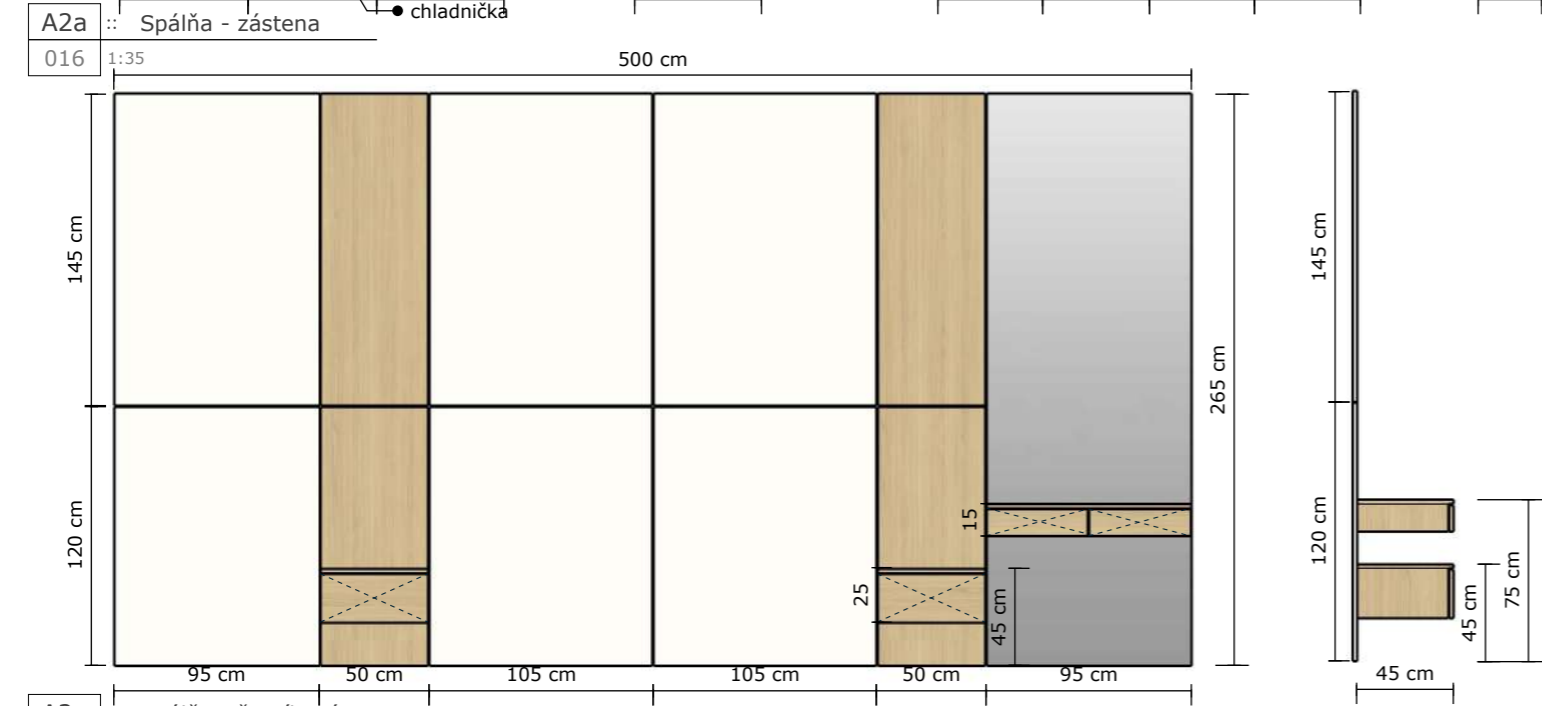 chladnička
A2a :: Spálňa - zástena
016 1:35
500 cm
145 cm
145 cm
265 cm
120 cm
15
25
45 cm
120 cm
45 cm
75 cm
95 cm 50 cm 105 cm 105 cm 50 cm 95 cm
45 cm